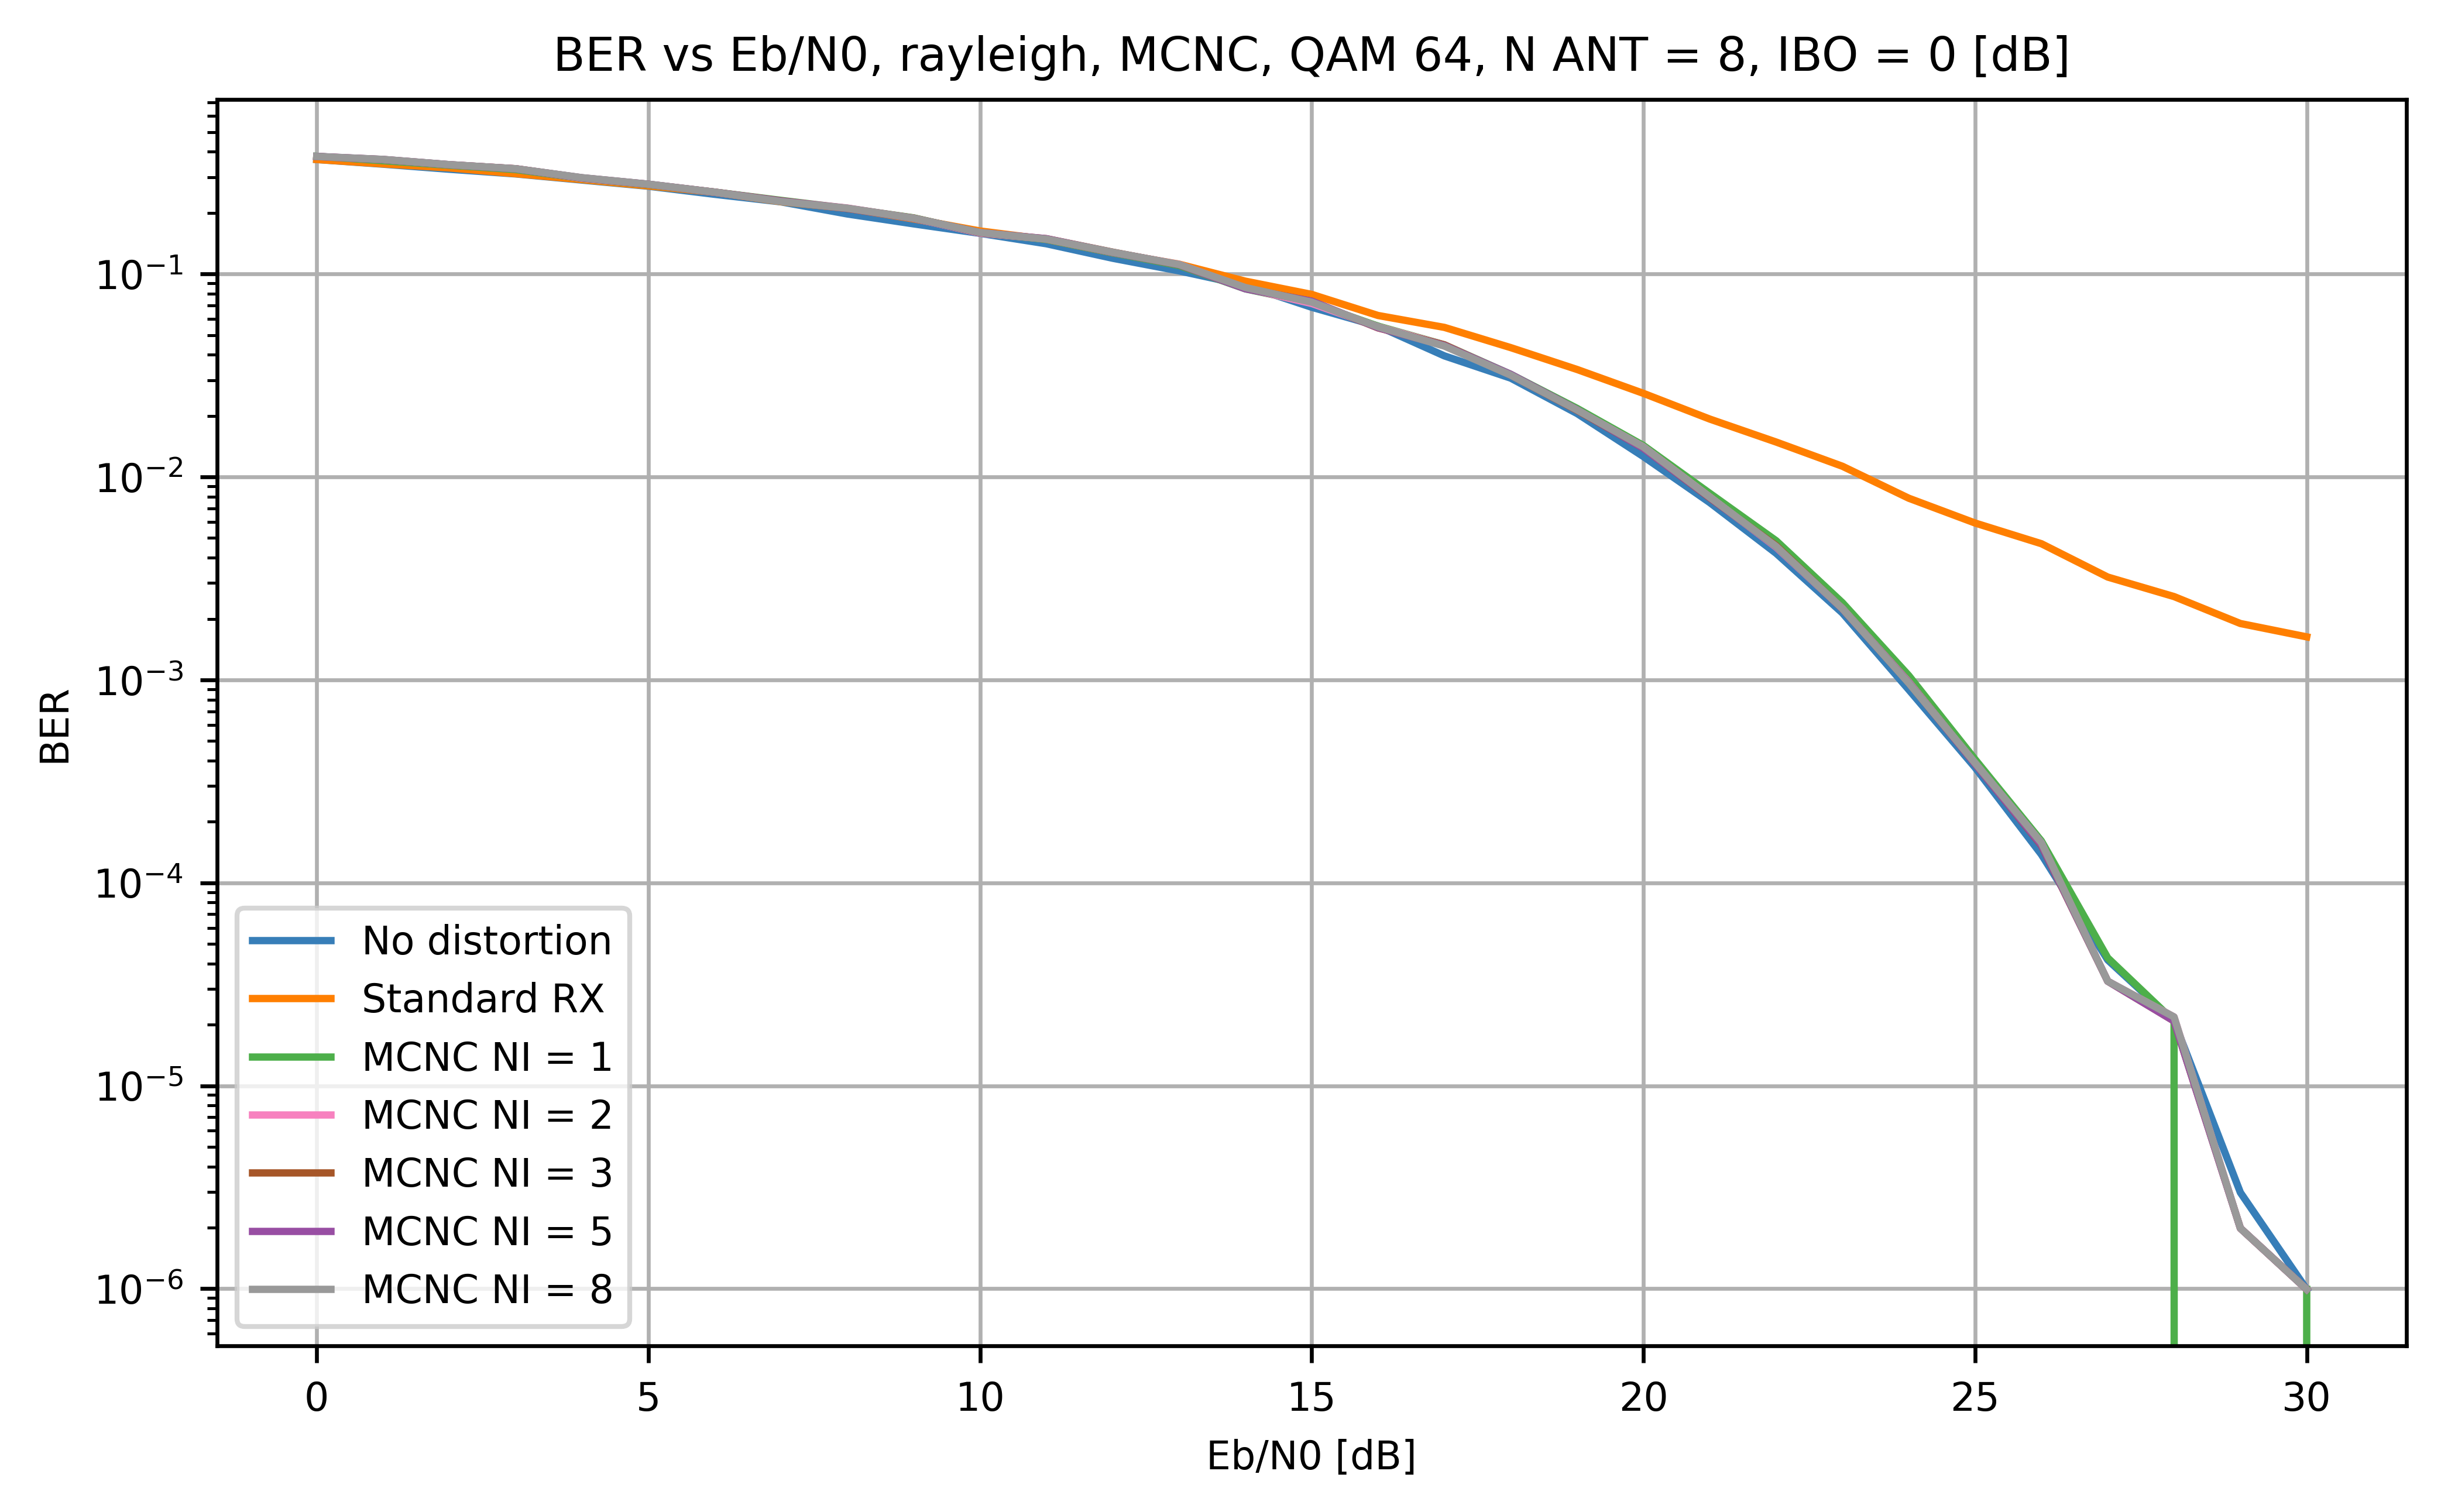 BER vs Eb/N0, rayleigh, MCNC, QAM 64, N ANT = 8, IBO = 0 [dB]
BER
10⁻¹
10⁻²
10⁻³
10⁻⁴
10⁻⁵
10⁻⁶
No distortion
Standard RX
MCNC NI = 1
MCNC NI = 2
MCNC NI = 3
MCNC NI = 5
MCNC NI = 8
0 5 10 15 20 25 30
Eb/N0 [dB]